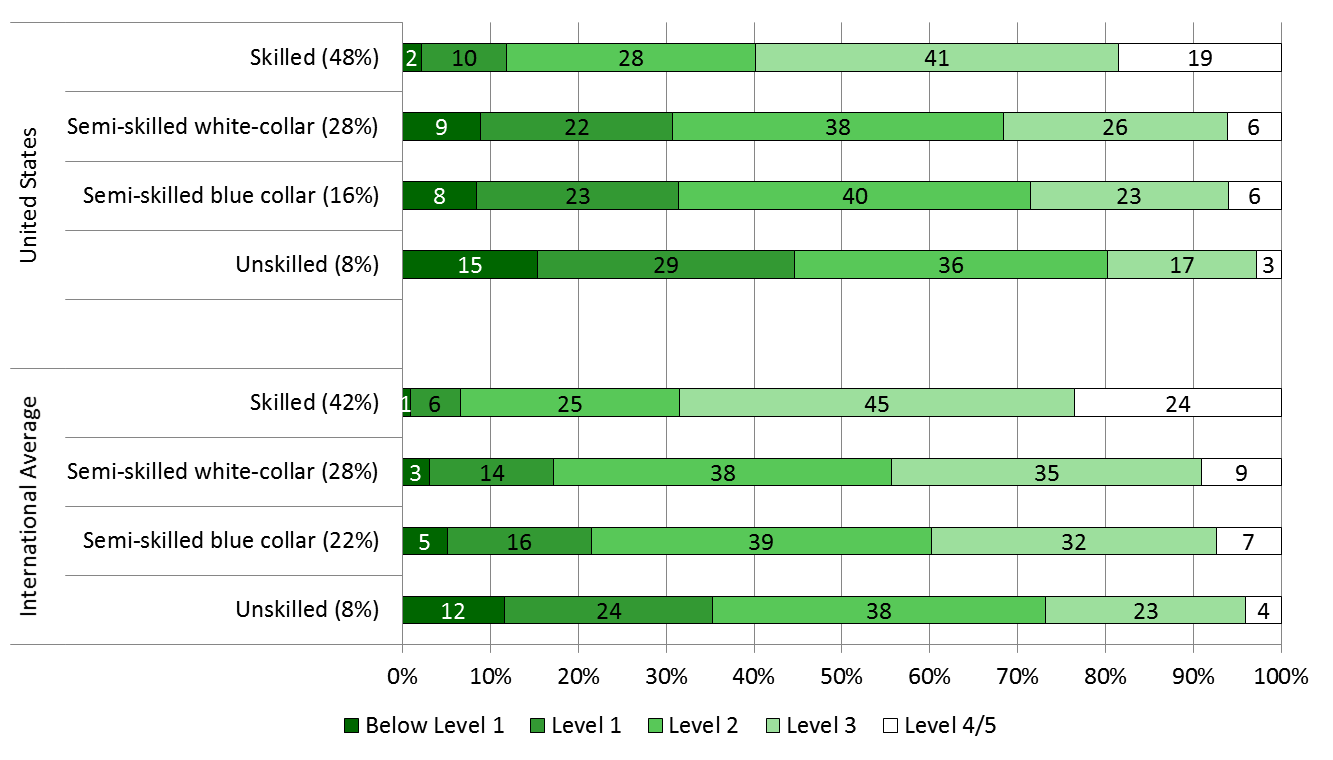 United States
Skilled (48%) 2 10 28 41 19
Semi-skilled white-collar (28%) 9 22 38 26 6
Semi-skilled blue collar (16%) 8 23 40 23 6
Unskilled (8%) 15 29 36 17 3
International Average
Skilled (42%) 1 6 25 45 24
Semi-skilled white-collar (28%) 3 14 38 35 9
Semi-skilled blue collar (22%) 5 16 39 32 7
Unskilled (8%) 12 24 38 23 4
0% 10% 20% 30% 40% 50% 60% 70% 80% 90% 100%
Below Level 1 Level 1 Level 2 Level 3 Level 4/5